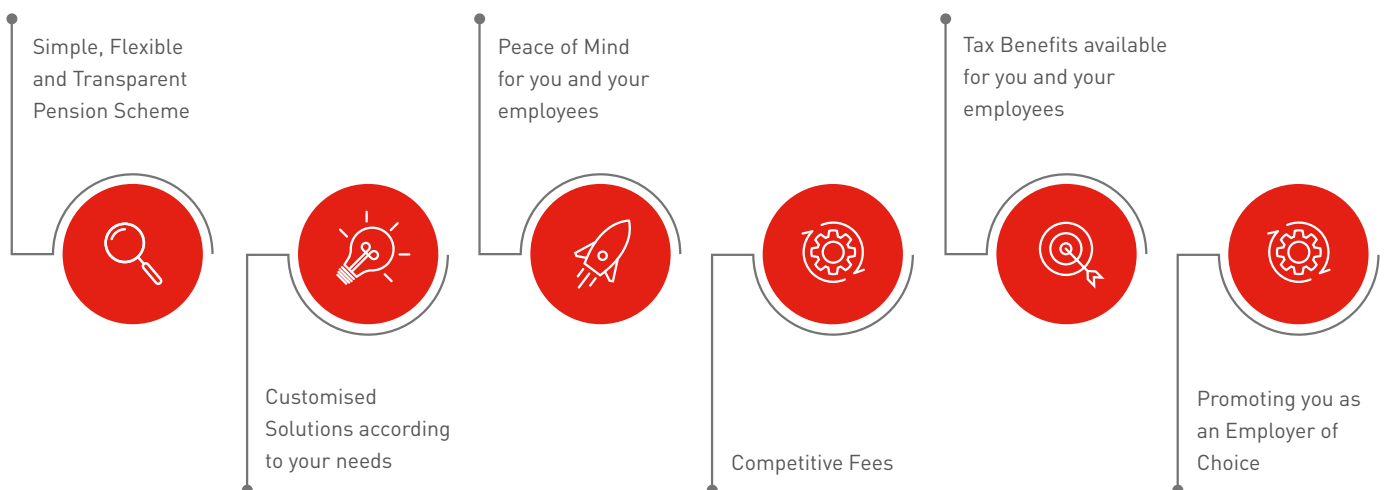 Simple, Flexible
and Transparent
Pension Scheme
Customised
Solutions according
to your needs
Peace of Mind
for you and your
employees
Competitive Fees
Tax Benefits available
for you and your
employees
Promoting you as
an Employer of
Choice